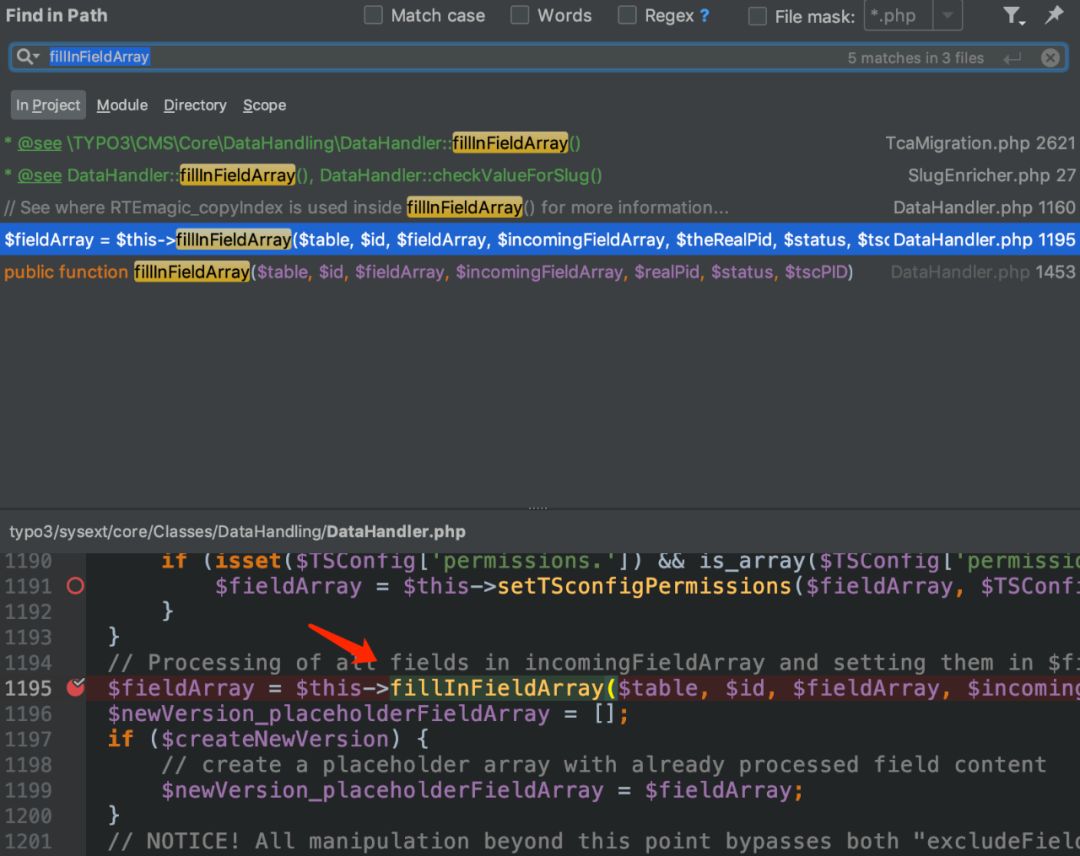 Find in Path Match case Words Regex ? File mask: *.php
fillInFieldArray 5 matches in 3 files
In Project Module Directory Scope
* @see \TYPO3\CMS\Core\DataHandling\DataHandler::fillInFieldArray() TcaMigration.php 2621
* @see DataHandler::fillInFieldArray(), DataHandler::checkValueForSlug() SlugEnricher.php 27
// See where RTEmagic_copyIndex is used inside fillInFieldArray() for more information... DataHandler.php 1160
$fieldArray = $this->fillInFieldArray($table, $id, $fieldArray, $incomingFieldArray, $theRealPid, $status, $tsc DataHandler.php 1195
public function fillInFieldArray($table, $id, $fieldArray, $incomingFieldArray, $realPid, $status, $tscPID) DataHandler.php 1453
typo3/sysext/core/Classes/DataHandling/DataHandler.php
1190 if (isset($TSConfig['permissions.']) && is_array($TSConfig['permis
1191 $fieldArray = $this->setTSconfigPermissions($fieldArray, $TSConf
1192 }
1193 }
1194 // Processing of all fields in incomingFieldArray and setting them in $fi
1195 $fieldArray = $this->fillInFieldArray($table, $id, $fieldArray, $incoming
1196 $newVersion_placeholderFieldArray = [];
1197 if ($createNewVersion) {
1198 // create a placeholder array with already processed field content
1199 $newVersion_placeholderFieldArray = $fieldArray;
1200 }
1201 // NOTICE! All manipulation beyond this point bypasses both "excludeFiel